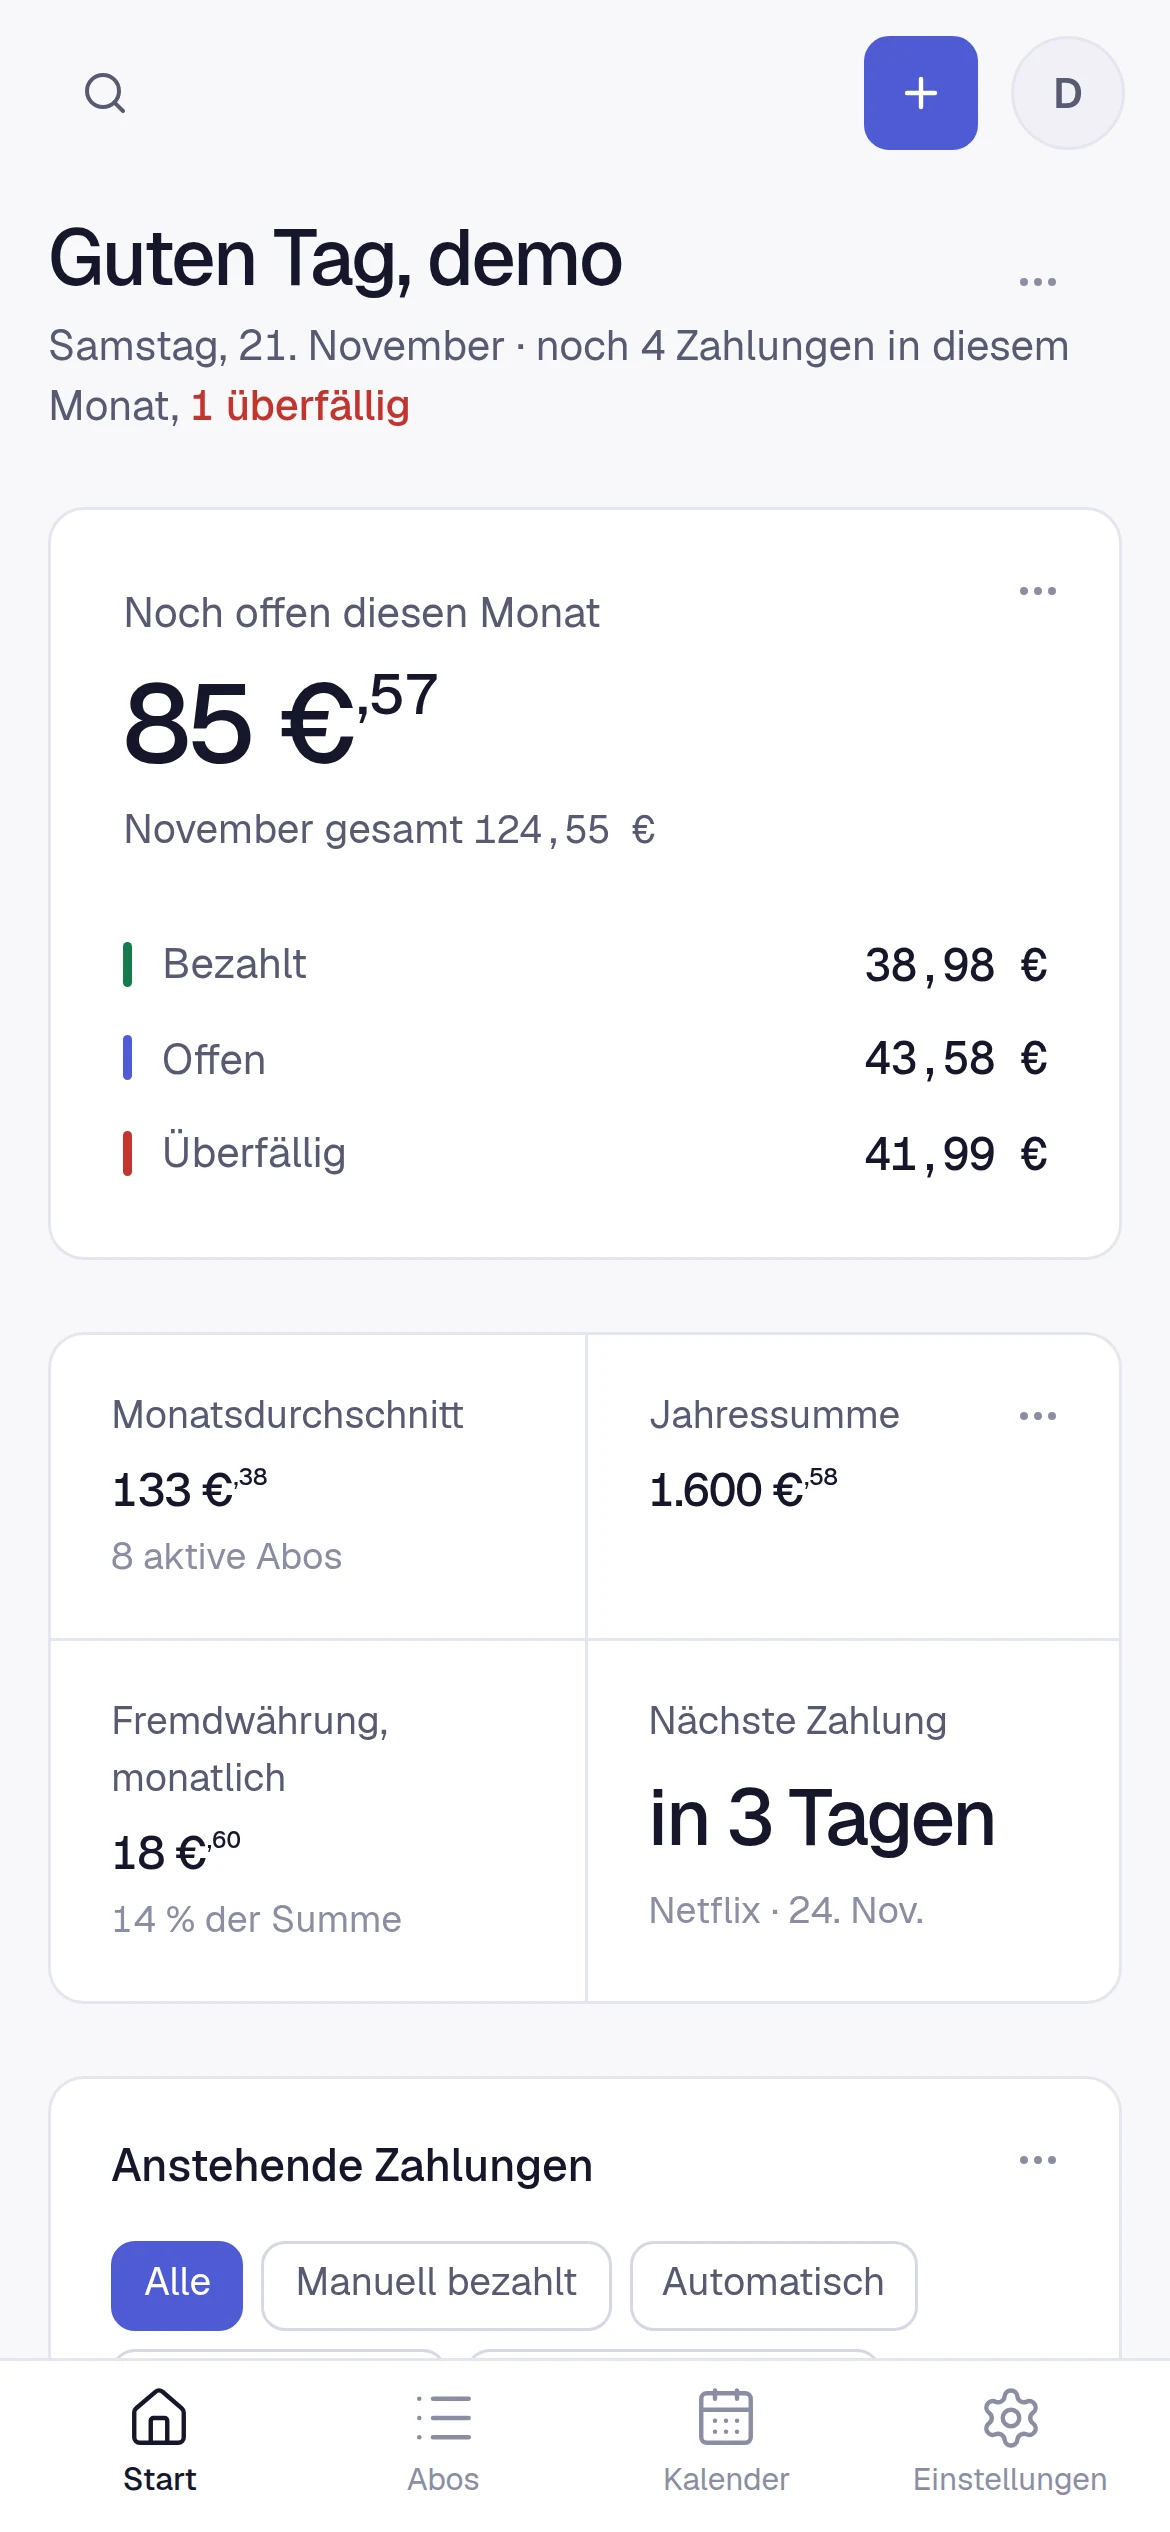 D
Guten Tag, demo
Samstag, 21. November · noch 4 Zahlungen in diesem
Monat, 1 überfällig
Noch offen diesen Monat
85 €,57
November gesamt 124,55 €
Bezahlt 38,98 €
Offen 43,58 €
Überfällig 41,99 €
Monatsdurchschnitt
133 €,38
8 aktive Abos
Jahressumme
1.600 €,58
Fremdwährung,
monatlich
18 €,60
14 % der Summe
Nächste Zahlung
in 3 Tagen
Netflix · 24. Nov.
Anstehende Zahlungen
Alle Manuell bezahlt Automatisch
Start Abos Kalender Einstellungen